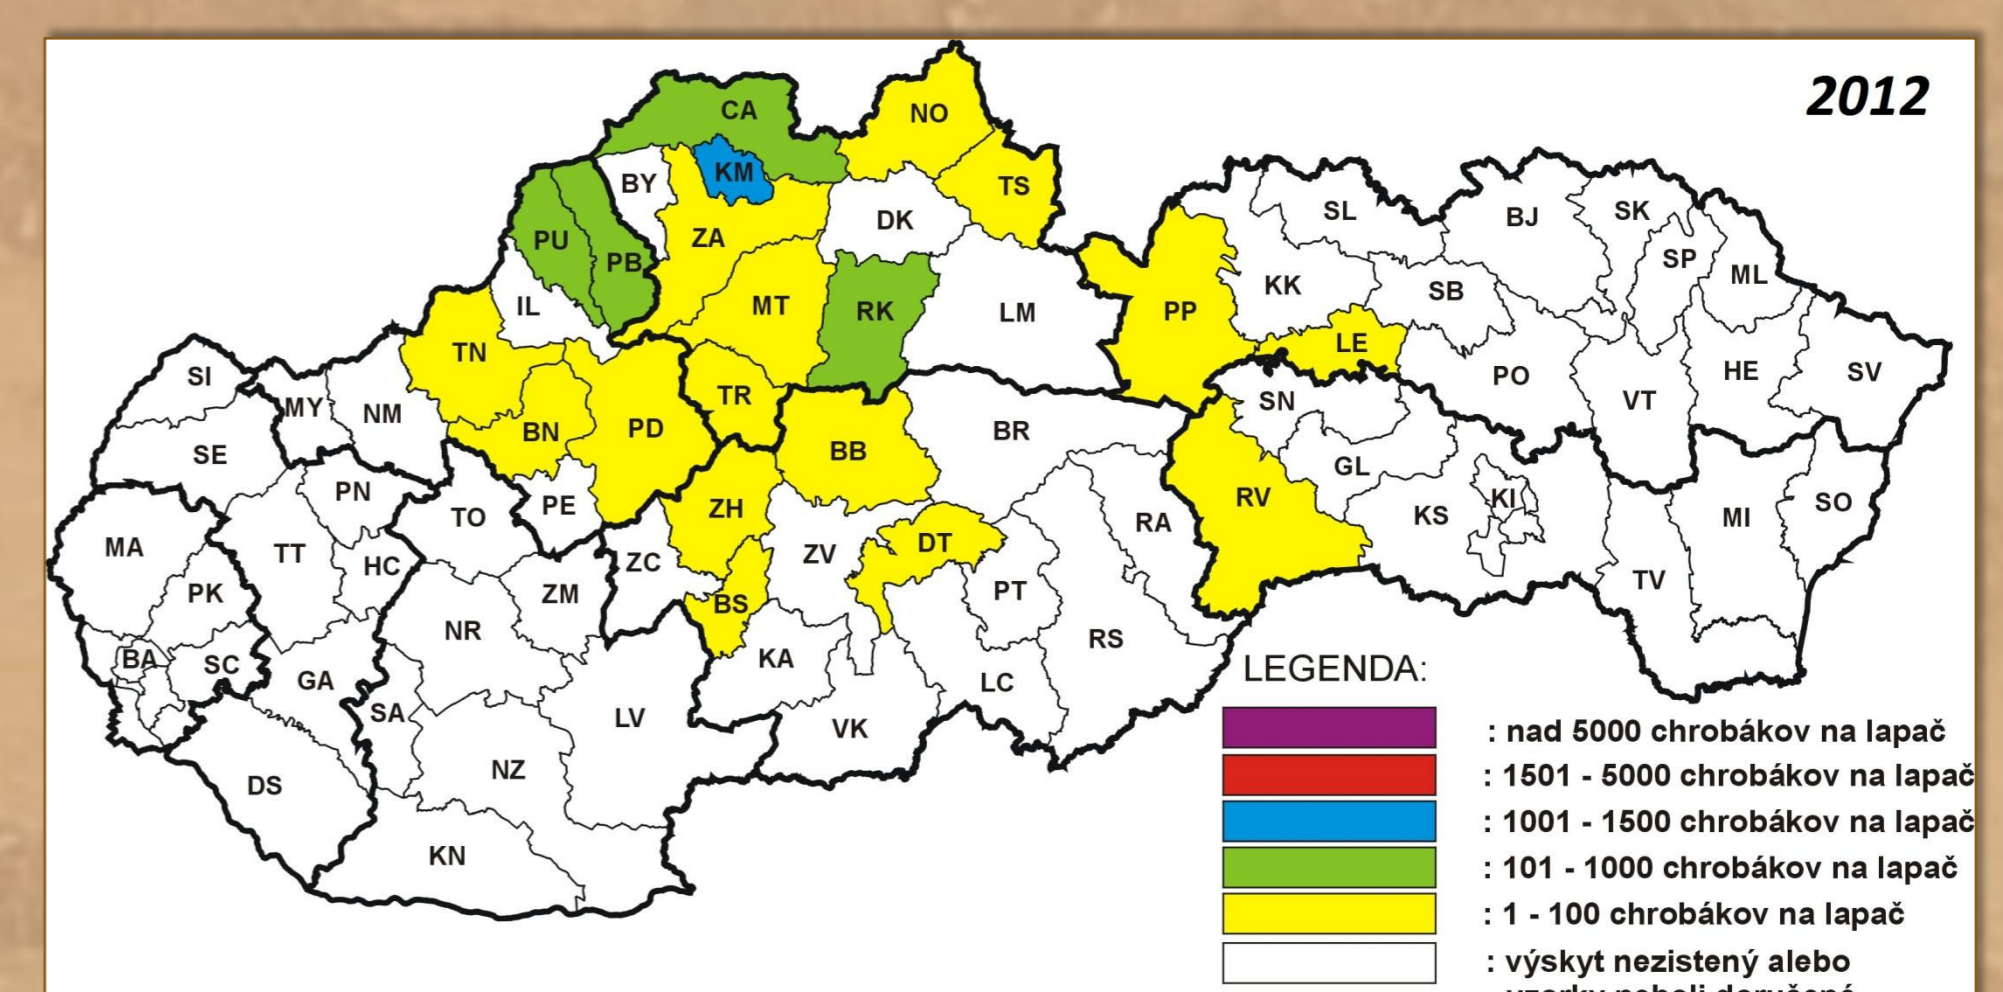 2012
CA
NO
KM
BY
TS
DK
SL
BJ
SK
PU
PB
ZA
SP
ML
KK
SB
IL
MT
RK
LM
PP
TN
LE
HE
SV
PO
SI
MY
NM
TR
SN
VT
BN
PD
BB
BR
SE
GL
PN
PE
ZH
RV
KI
TO
RA
KS
MI
SO
MA
TT
HC
ZC
ZV
DT
TV
PK
ZM
BS
PT
NR
RS
BA
SC
GA
KA
LC
SA
LV
VK
DS
NZ
KN
LEGENDA:
: nad 5000 chrobákov na lapač
: 1501 - 5000 chrobákov na lapač
: 1001 - 1500 chrobákov na lapač
: 101 - 1000 chrobákov na lapač
: 1 - 100 chrobákov na lapač
: výskyt nezistený alebo